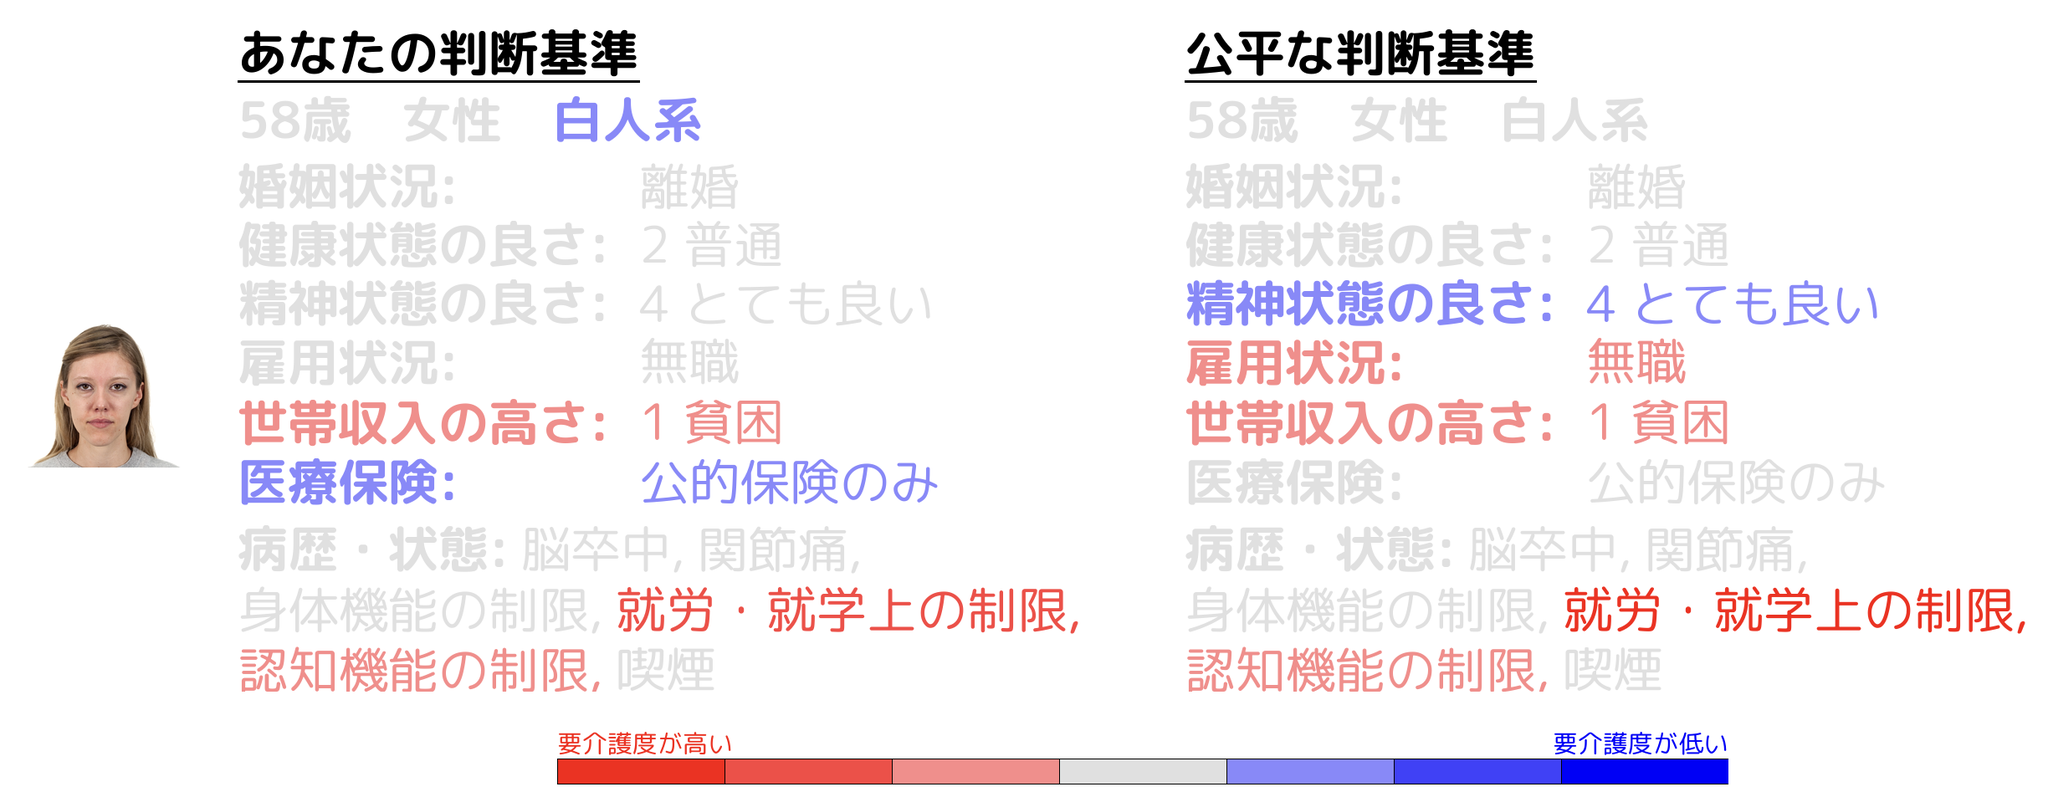 あなたの判断基準
58歳 女性 白人系
婚姻状況: 離婚
健康状態の良さ: 2 普通
精神状態の良さ: 4 とても良い
雇用状況: 無職
世帯収入の高さ: 1 貧困
医療保険: 公的保険のみ
病歴・状態: 脳卒中, 関節痛,
身体機能の制限, 就労・就学上の制限,
認知機能の制限, 喫煙
公平な判断基準
58歳 女性 白人系
婚姻状況: 離婚
健康状態の良さ: 2 普通
精神状態の良さ: 4 とても良い
雇用状況: 無職
世帯収入の高さ: 1 貧困
医療保険: 公的保険のみ
病歴・状態: 脳卒中, 関節痛,
身体機能の制限, 就労・就学上の制限,
認知機能の制限, 喫煙
要介護度が高い 要介護度が低い